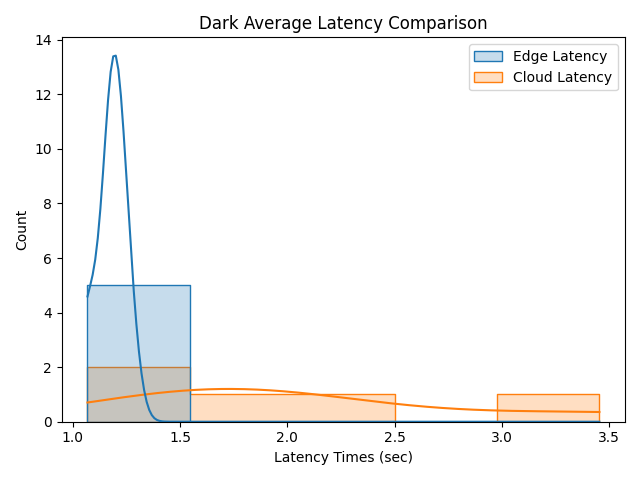 Dark Average Latency Comparison
Edge Latency
Cloud Latency
14
12
10
8
6
4
2
0
Count
1.0 1.5 2.0 2.5 3.0 3.5
Latency Times (sec)